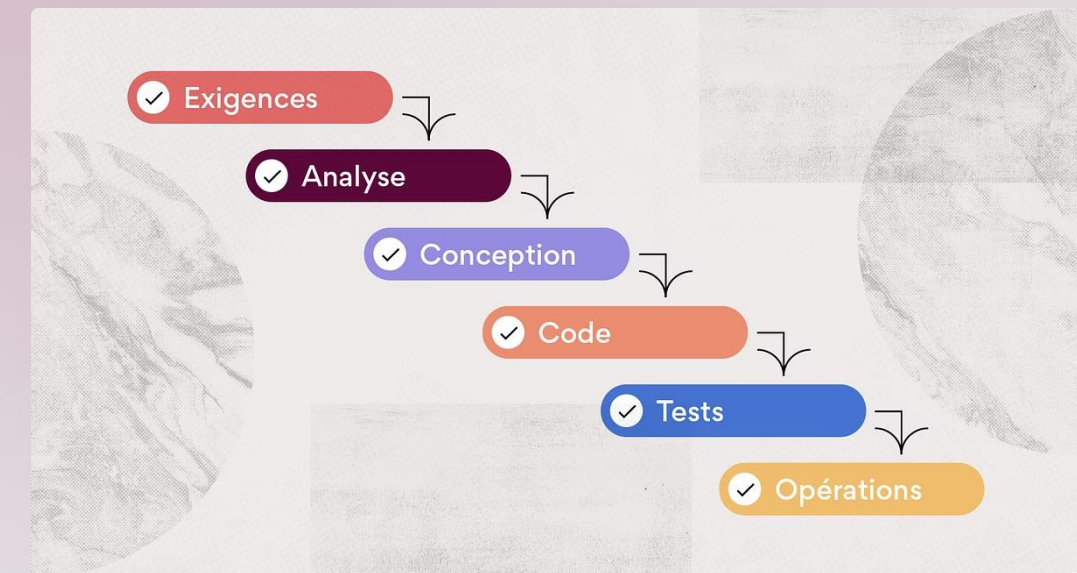 Exigences
Analyse
Conception
Code
Tests
Opérations